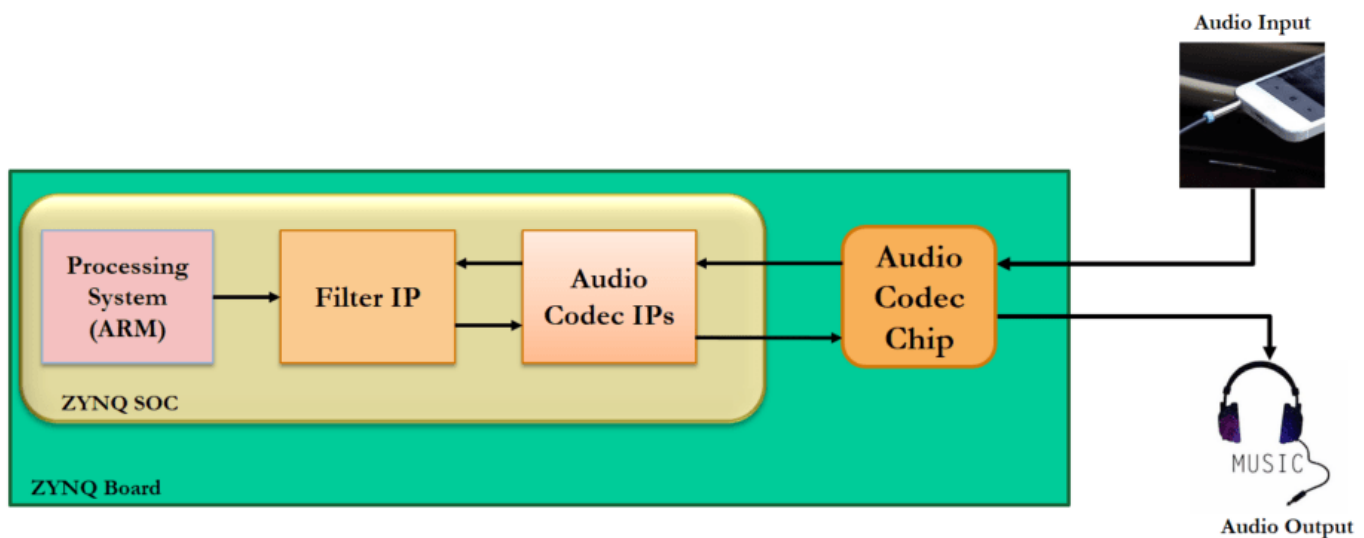 Audio Input
Processing
System
(ARM)
Filter IP
Audio
Codec IPs
Audio
Codec
Chip
ZYNQ SOC
ZYNQ Board
MUSIC
Audio Output